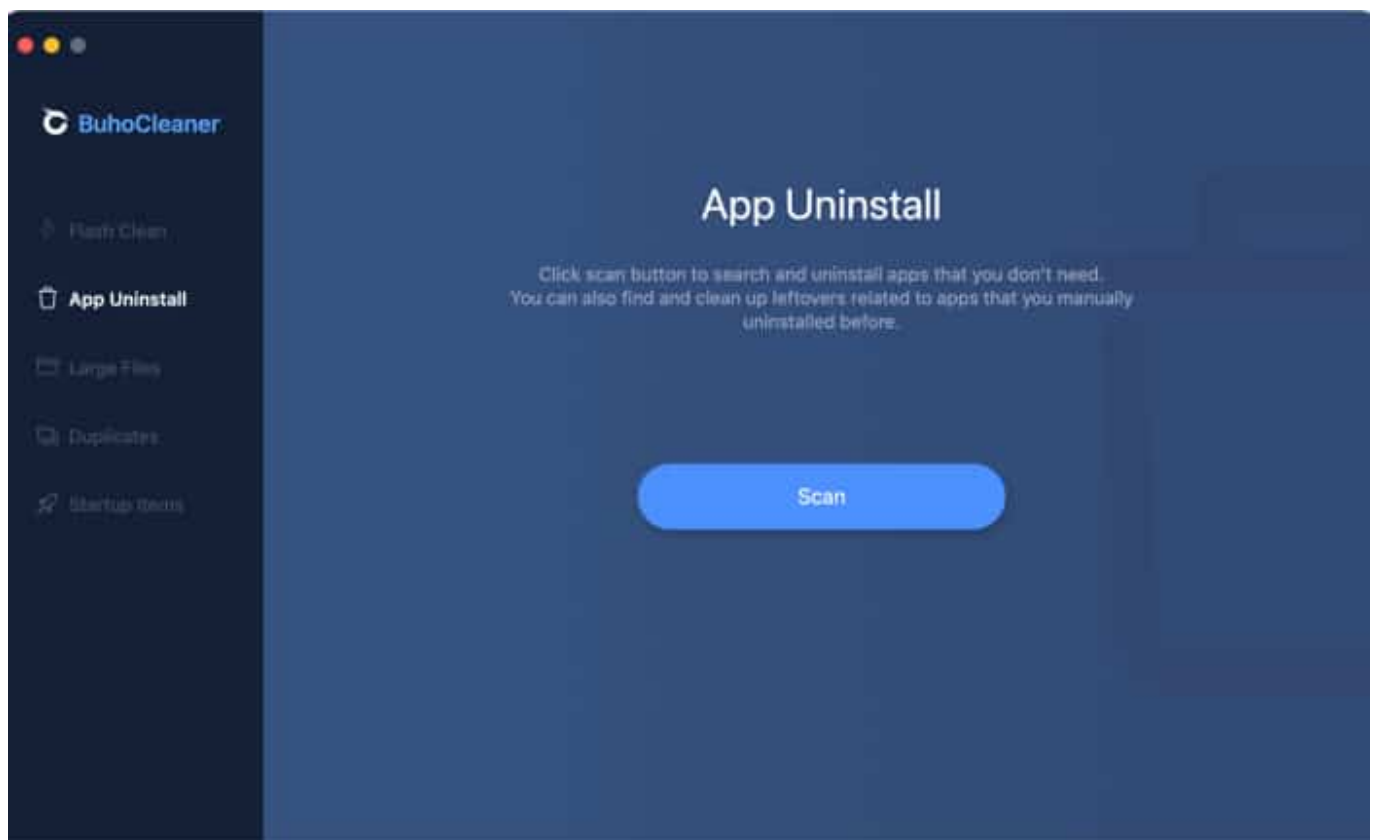 BuhoCleaner
Flash Clean
App Uninstall
Large Files
Duplicates
Startup Items
App Uninstall
Click scan button to search and uninstall apps that you don't need.
You can also find and clean up leftovers related to apps that you manually
uninstalled before.
Scan